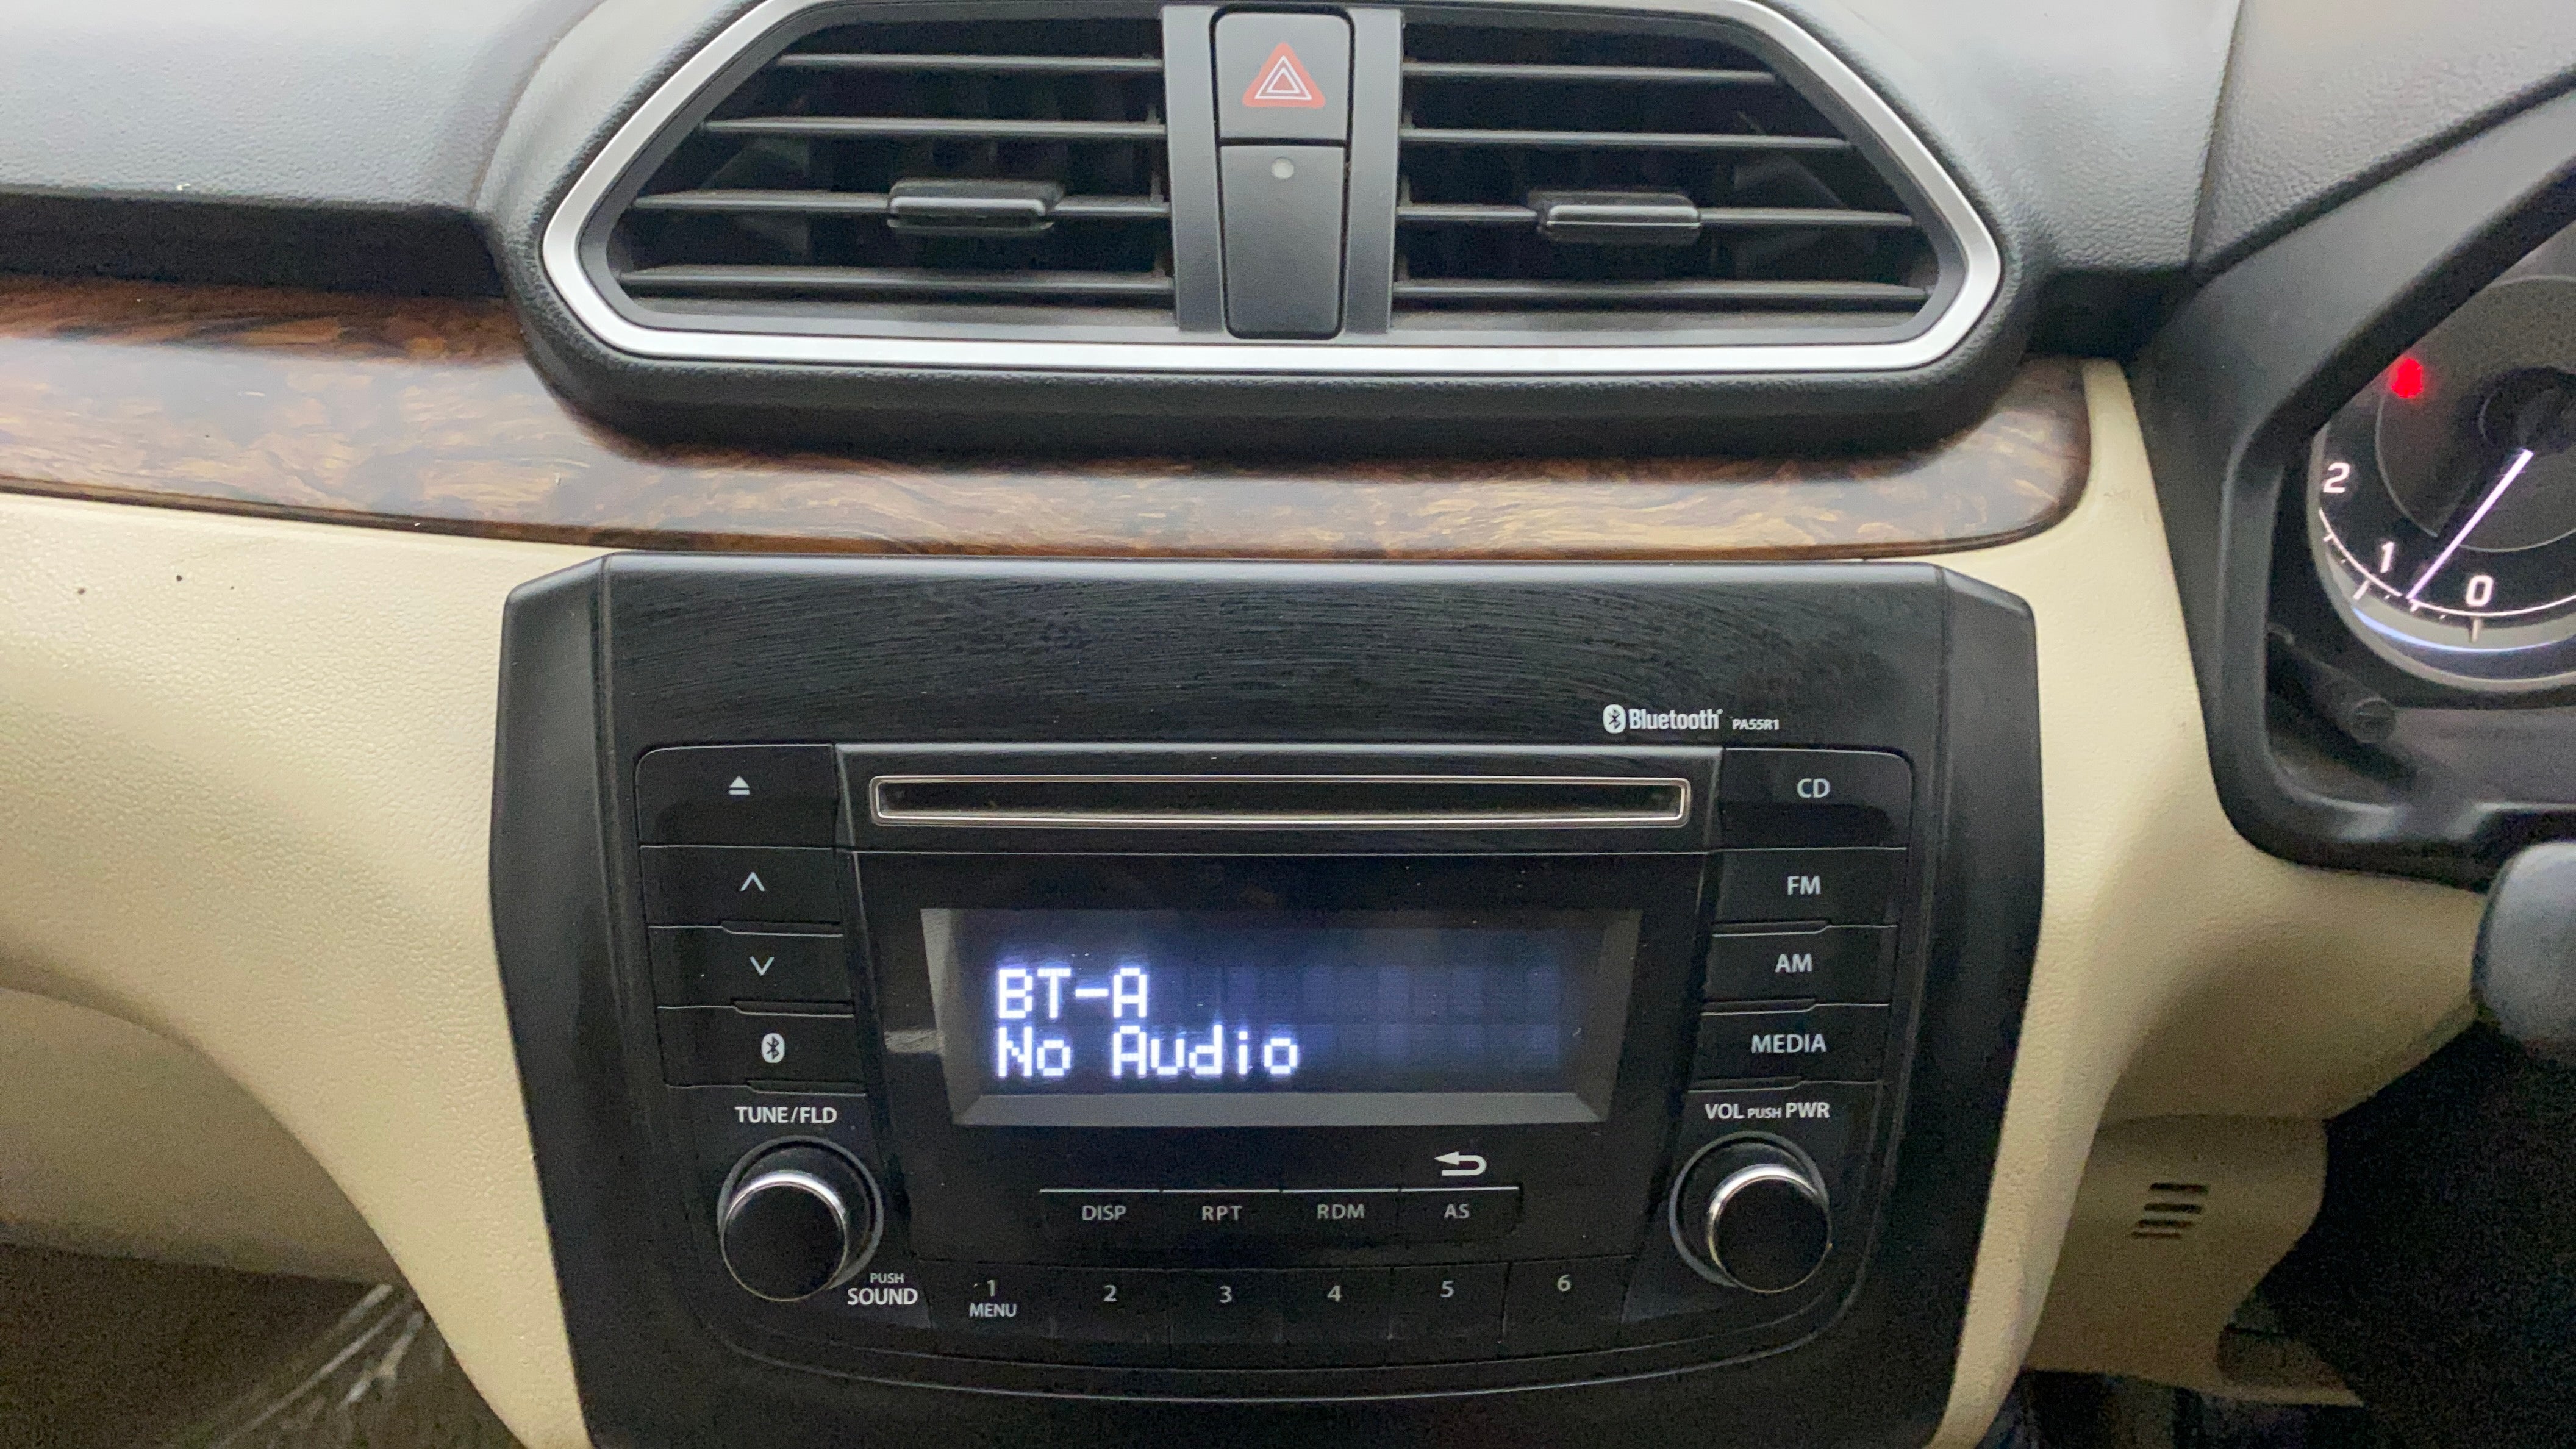 2
1
0
Bluetooth PA55R1
CD
FM
BT-A
AM
No Audio
MEDIA
TUNE/FLD
VOL PUSH PWR
DISP RPT RDM AS
PUSH
SOUND
1 2 3 4 5 6
MENU